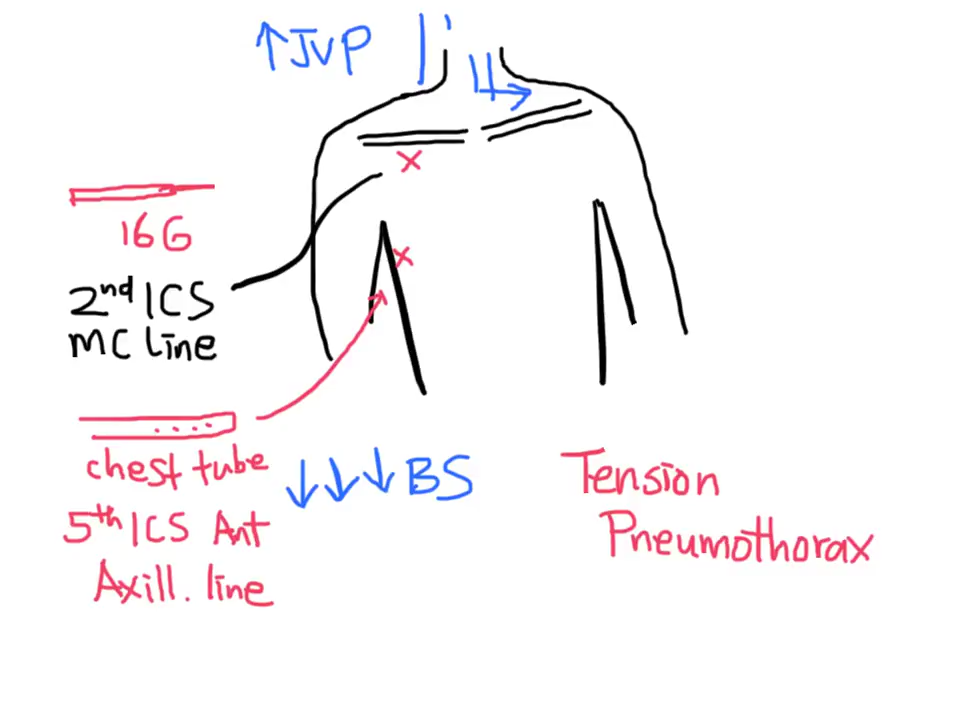 ↑JVP
16G
2nd ICS
MC line
chest tube
5th ICS Ant
Axill. line
↓↓↓BS
Tension
Pneumothorax